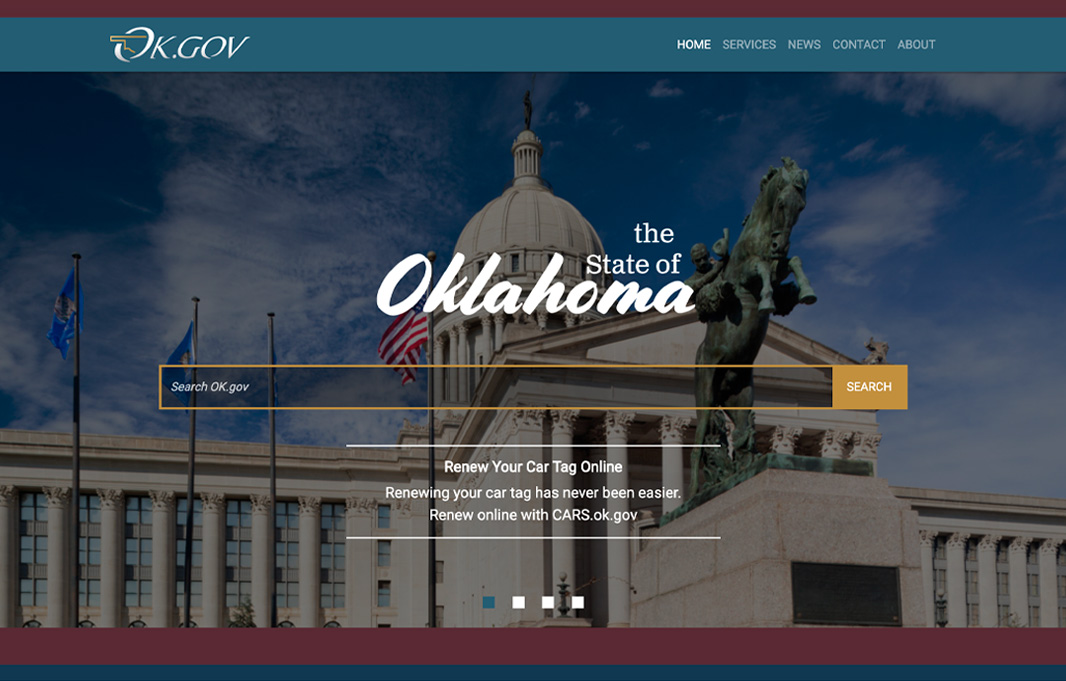 OK.GOV
HOME SERVICES NEWS CONTACT ABOUT
the
State of
Oklahoma
Search OK.gov
SEARCH
Renew Your Car Tag Online
Renewing your car tag has never been easier.
Renew online with CARS.ok.gov